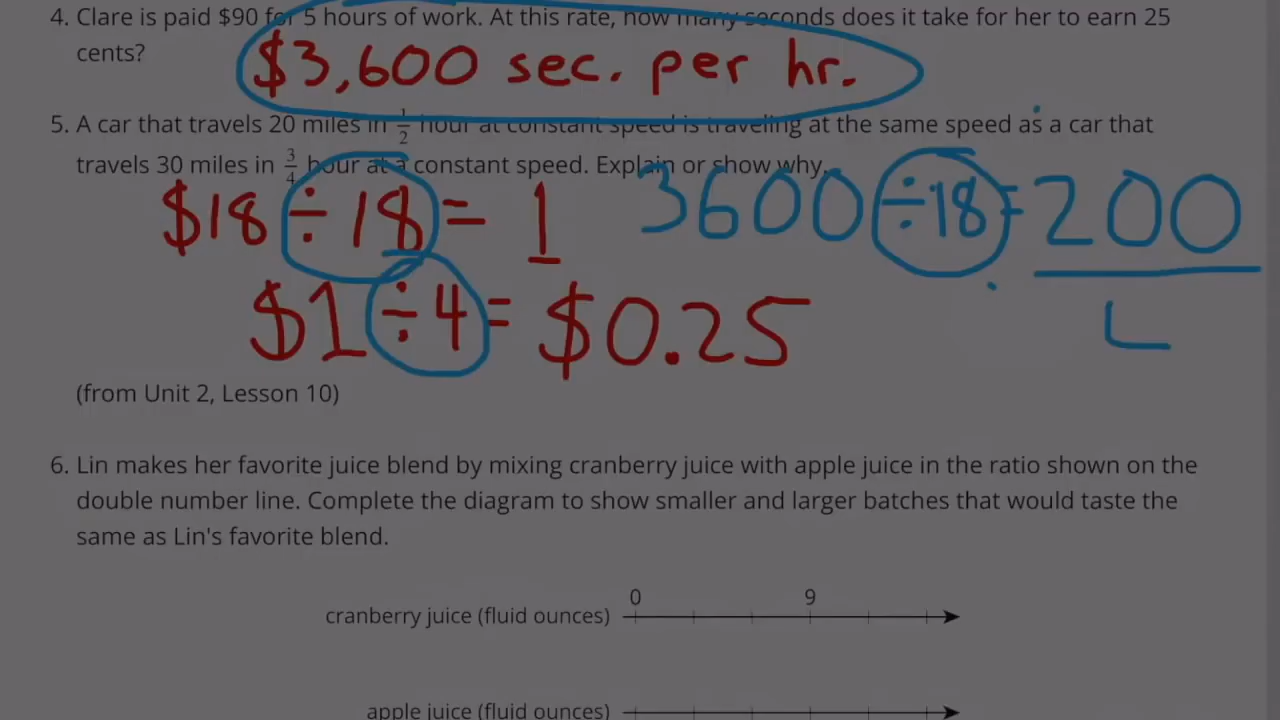 4. Clare is paid $90 for 5 hours of work. At this rate, how many seconds does it take for her to earn 25
cents?
$3,600 sec. per hr.
5. A car that travels 20 miles in 1/2 hour at constant speed is traveling at the same speed as a car that
travels 30 miles in 3/4 hour at a constant speed. Explain or show why.
$18 ÷ 18 = 1
3600 ÷ 18 = 200
$1 ÷ 4 = $0.25
(from Unit 2, Lesson 10)
6. Lin makes her favorite juice blend by mixing cranberry juice with apple juice in the ratio shown on the
double number line. Complete the diagram to show smaller and larger batches that would taste the
same as Lin's favorite blend.
0 9
cranberry juice (fluid ounces)
apple juice (fluid ounces)